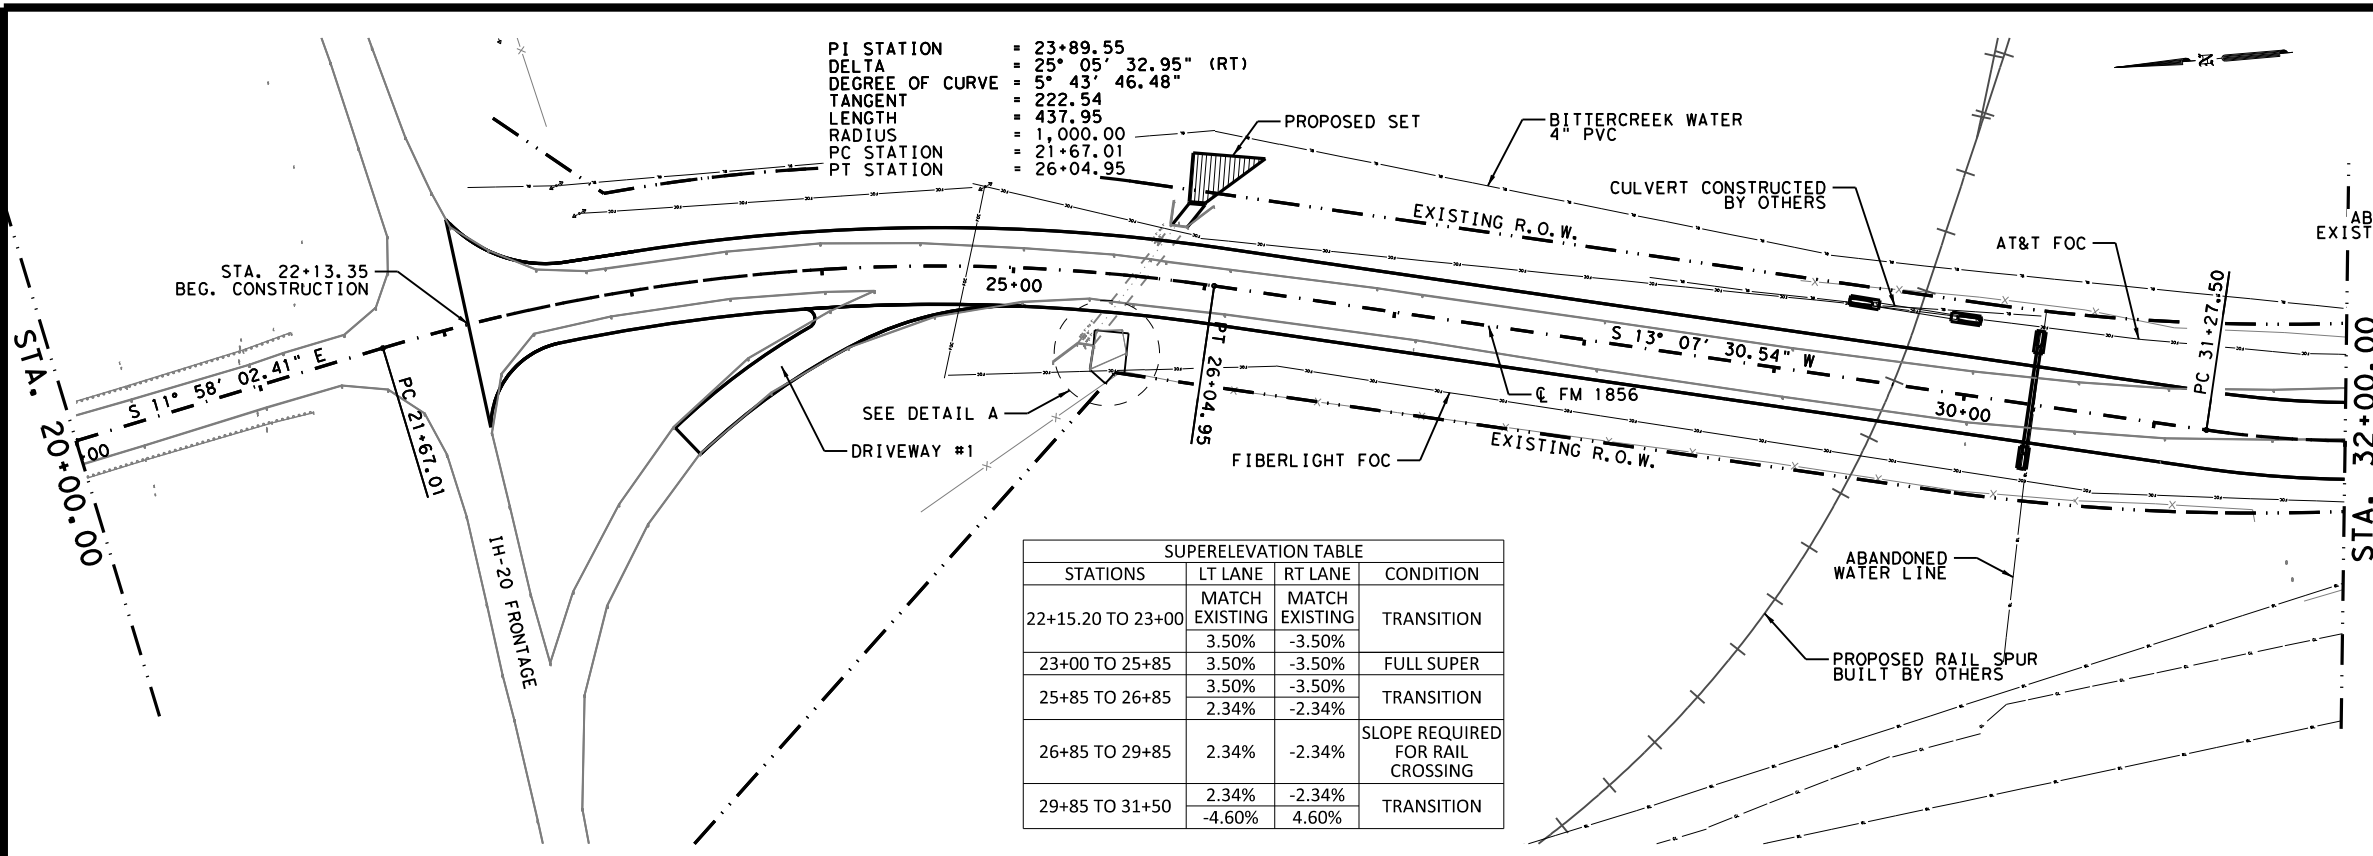 PI STATION = 23+89.55
DELTA = 25° 05' 32.95" (RT)
DEGREE OF CURVE = 5° 43' 46.48"
TANGENT = 222.54
LENGTH = 437.95
RADIUS = 1,000.00
PC STATION = 21+67.01
PT STATION = 26+04.95
N
PROPOSED SET
BITTERCREEK WATER
4" PVC
CULVERT CONSTRUCTED
BY OTHERS
EXISTING R.O.W.
AT&T FOC
AB
EXIST
STA. 22+13.35
BEG. CONSTRUCTION
25+00
STA. 20+00.00
S 11° 58' 02.41" E
00
PC 21+67.01
PT 26+04.95
S 13° 07' 30.54" W
℄ FM 1856
30+00
PC 31+27.50
STA. 32+00.00
SEE DETAIL A
DRIVEWAY #1
FIBERLIGHT FOC
EXISTING R.O.W.
IH-20 FRONTAGE
ABANDONED
WATER LINE
PROPOSED RAIL SPUR
BUILT BY OTHERS
SUPERELEVATION TABLE
STATIONS LT LANE RT LANE CONDITION
22+15.20 TO 23+00 MATCH EXISTING MATCH EXISTING TRANSITION
3.50% -3.50%
23+00 TO 25+85 3.50% -3.50% FULL SUPER
25+85 TO 26+85 3.50% -3.50% TRANSITION
2.34% -2.34%
26+85 TO 29+85 2.34% -2.34% SLOPE REQUIRED FOR RAIL CROSSING
29+85 TO 31+50 2.34% -2.34% TRANSITION
-4.60% 4.60%